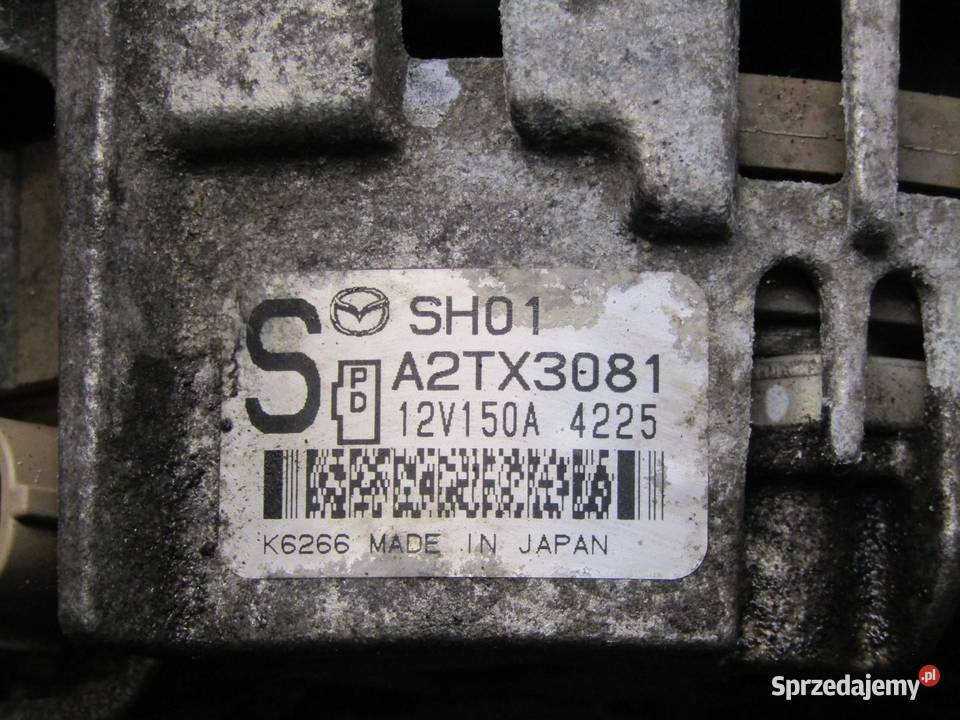 S SH01
P D A2TX3081
12V150A 4225
K6266 MADE IN JAPAN
Sprzedajemy.pl